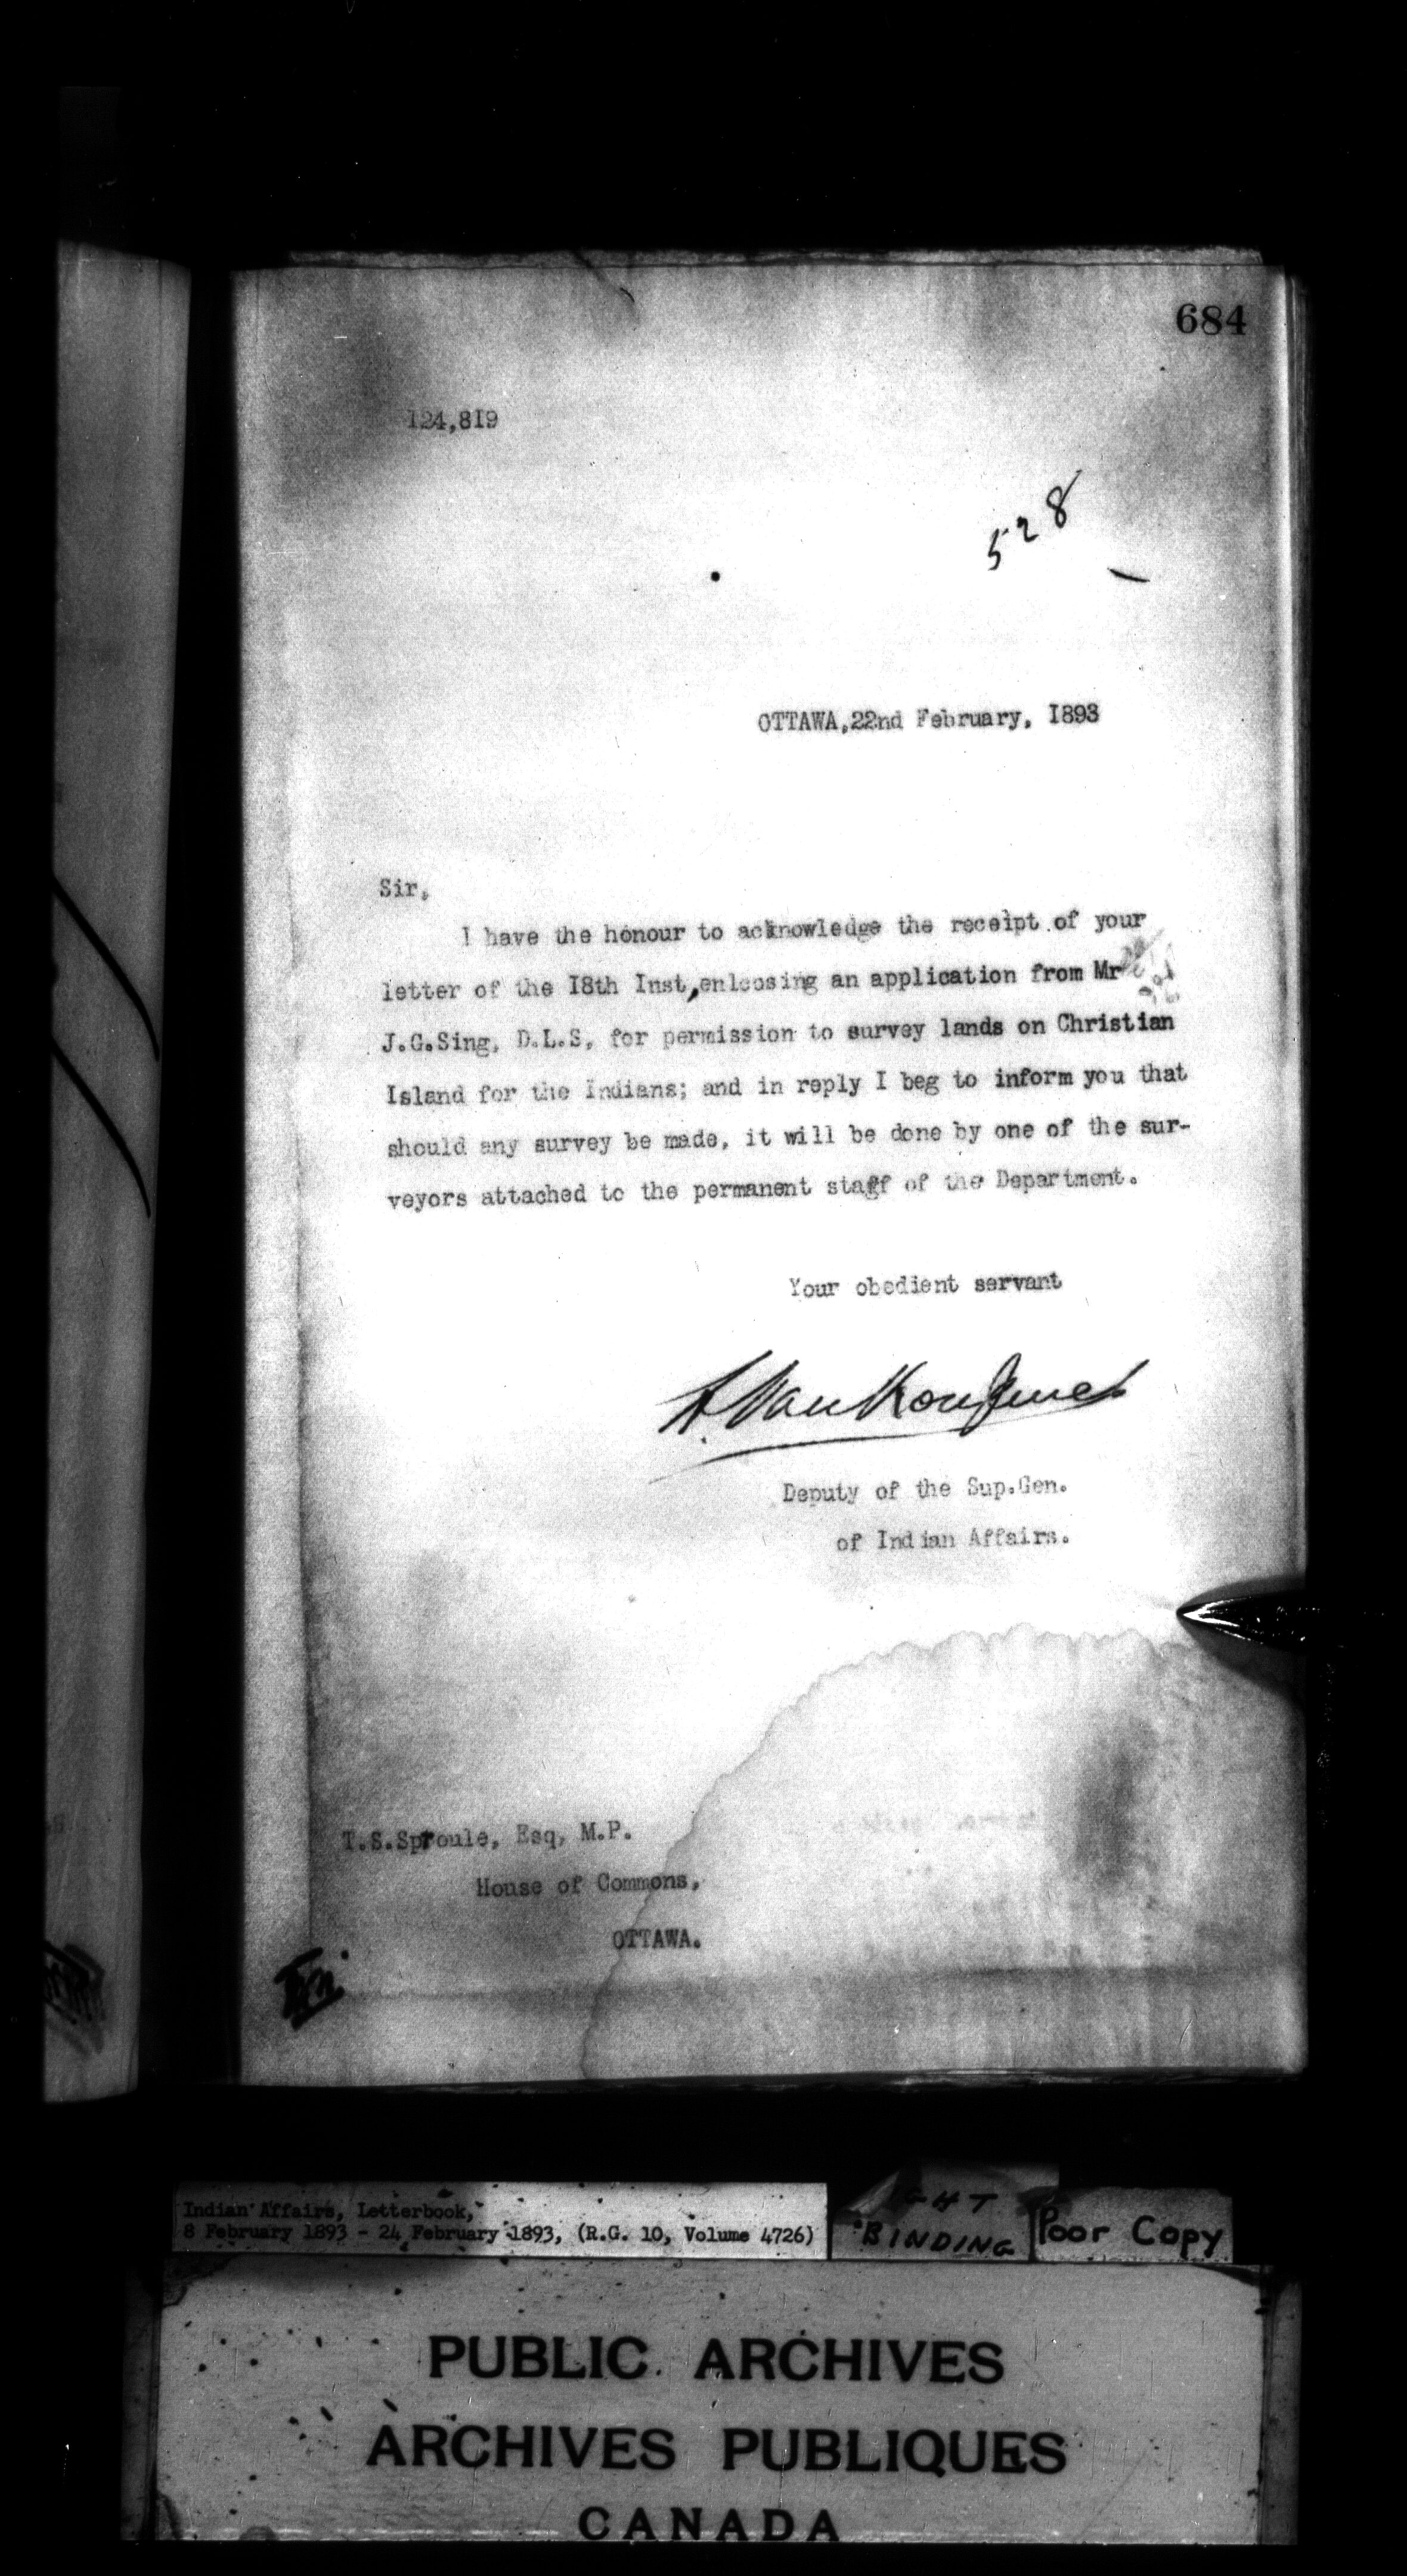 684
124,819
528
OTTAWA, 22nd February, 1893
Sir,
I have the honour to acknowledge the receipt of your
letter of the 18th Inst, enlcosing an application from Mr
J.G.Sing, D.L.S, for permission to survey lands on Christian
Island for the Indians; and in reply I beg to inform you that
should any survey be made, it will be done by one of the sur-
veyors attached to the permanent staff of the Department.
Your obedient servant
L. Vankoughnet
Deputy of the Sup.Gen.
of Indian Affairs.
T.S.Sproule, Esq, M.P.
House of Commons,
OTTAWA.
Indian Affairs, Letterbook,
8 February 1893 - 24 February 1893, (R.G. 10, Volume 4726)
BINDING
Poor Copy
PUBLIC ARCHIVES
ARCHIVES PUBLIQUES
CANADA